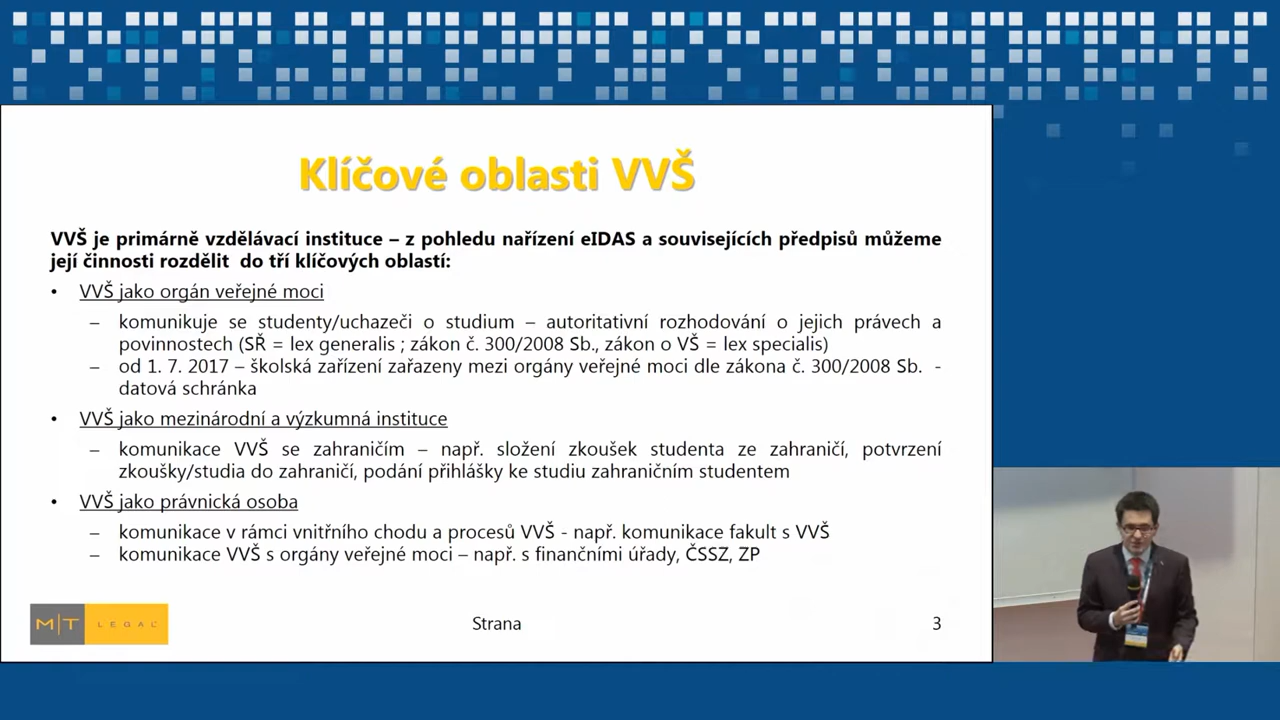 Klíčové oblasti VVŠ
VVŠ je primárně vzdělávací instituce – z pohledu nařízení eIDAS a souvisejících předpisů můžeme
její činnosti rozdělit do tří klíčových oblastí:
• VVŠ jako orgán veřejné moci
– komunikuje se studenty/uchazeči o studium – autoritativní rozhodování o jejich právech a
povinnostech (SŘ = lex generalis ; zákon č. 300/2008 Sb., zákon o VŠ = lex specialis)
– od 1. 7. 2017 – školská zařízení zařazeny mezi orgány veřejné moci dle zákona č. 300/2008 Sb. -
datová schránka
• VVŠ jako mezinárodní a výzkumná instituce
– komunikace VVŠ se zahraničím – např. složení zkoušek studenta ze zahraničí, potvrzení
zkoušky/studia do zahraničí, podání přihlášky ke studiu zahraničním studentem
• VVŠ jako právnická osoba
– komunikace v rámci vnitřního chodu a procesů VVŠ - např. komunikace fakult s VVŠ
– komunikace VVŠ s orgány veřejné moci – např. s finančními úřady, ČSSZ, ZP
M|T LEGAL
Strana
3